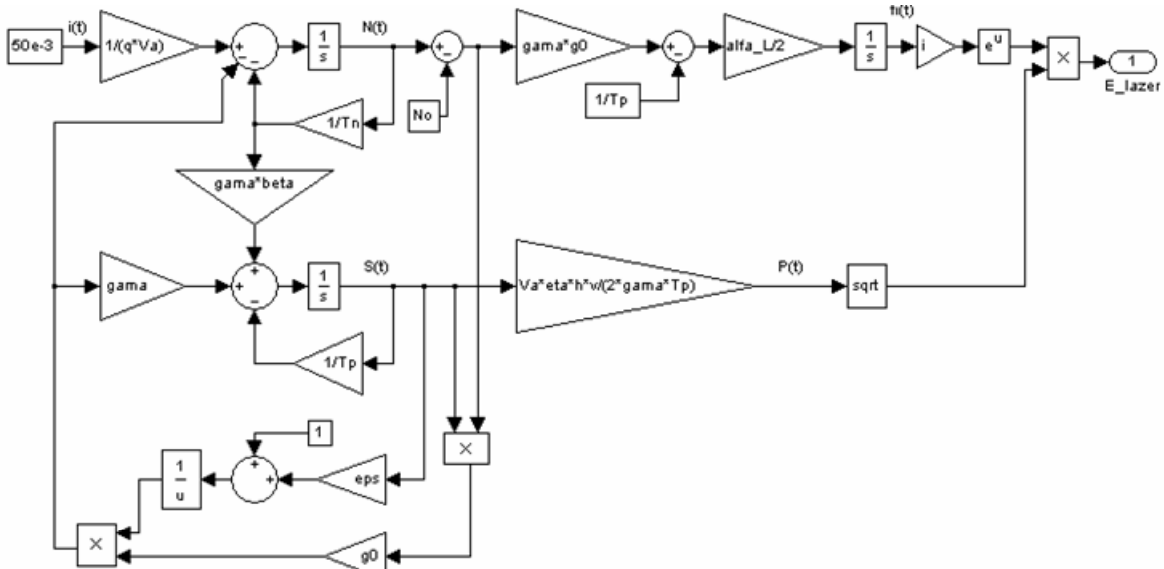 i(t)
50e-3
1/(q*Va)
+
−
−
1
s
N(t)
+
−
gama*g0
+
−
alfa_L/2
fi(t)
1
s
i
e^u
×
1
E_lazer
1/Tn
No
1/Tp
gama*beta
gama
+
+
−
1
s
S(t)
Va*eta*h*v/(2*gama*Tp)
P(t)
sqrt
1/Tp
1
×
1
u
+
+
eps
×
g0